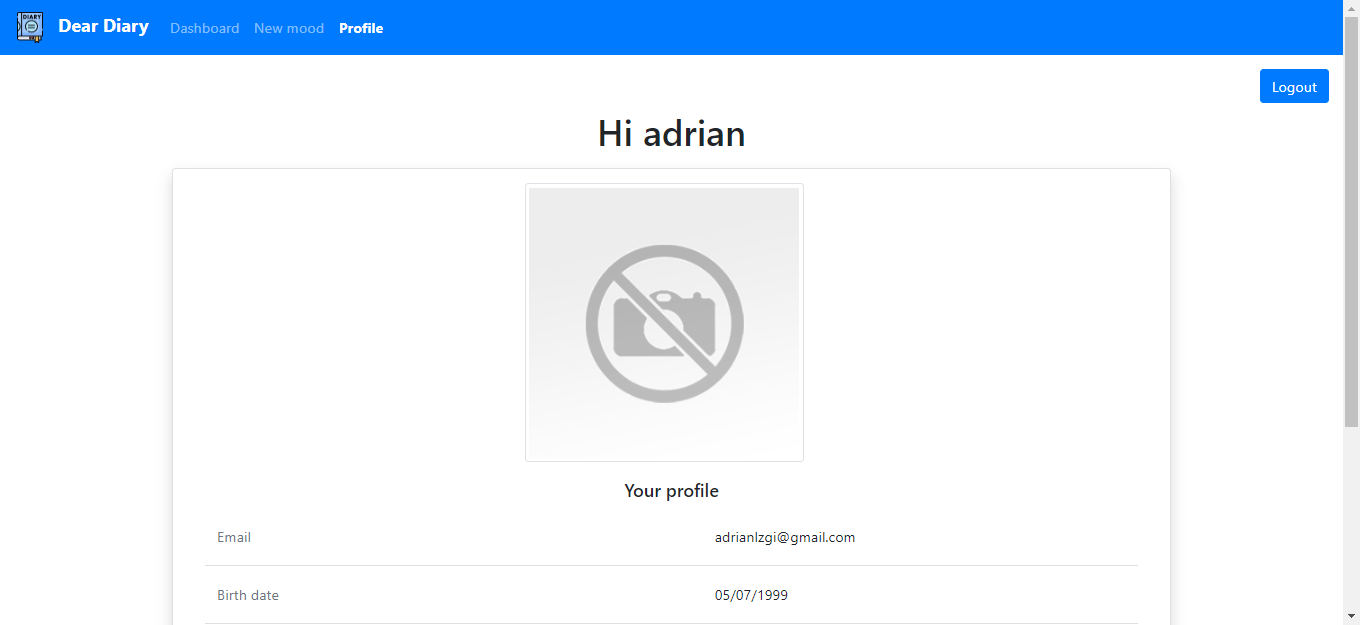 DIARY
Dear Diary Dashboard New mood Profile
Logout
Hi adrian
Your profile
Email adrianlzgi@gmail.com
Birth date 05/07/1999